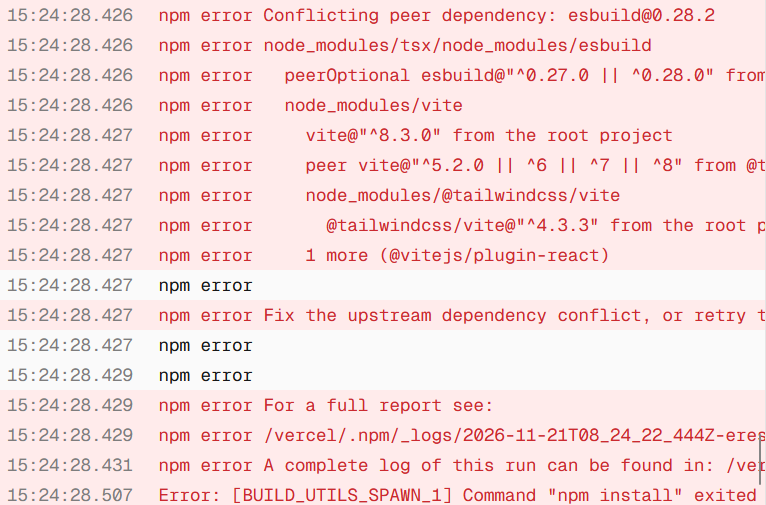 15:24:28.426 npm error Conflicting peer dependency: esbuild@0.28.2
15:24:28.426 npm error node_modules/tsx/node_modules/esbuild
15:24:28.426 npm error   peerOptional esbuild@"^0.27.0 || ^0.28.0" from
15:24:28.426 npm error   node_modules/vite
15:24:28.427 npm error     vite@"^8.3.0" from the root project
15:24:28.427 npm error     peer vite@"^5.2.0 || ^6 || ^7 || ^8" from @t
15:24:28.427 npm error     node_modules/@tailwindcss/vite
15:24:28.427 npm error       @tailwindcss/vite@"^4.3.3" from the root p
15:24:28.427 npm error     1 more (@vitejs/plugin-react)
15:24:28.427 npm error
15:24:28.427 npm error Fix the upstream dependency conflict, or retry t
15:24:28.427 npm error
15:24:28.429 npm error
15:24:28.429 npm error For a full report see:
15:24:28.429 npm error /vercel/.npm/_logs/2026-11-21T08_24_22_444Z-eres
15:24:28.431 npm error A complete log of this run can be found in: /ver
15:24:28.507 Error: [BUILD_UTILS_SPAWN_1] Command "npm install" exited